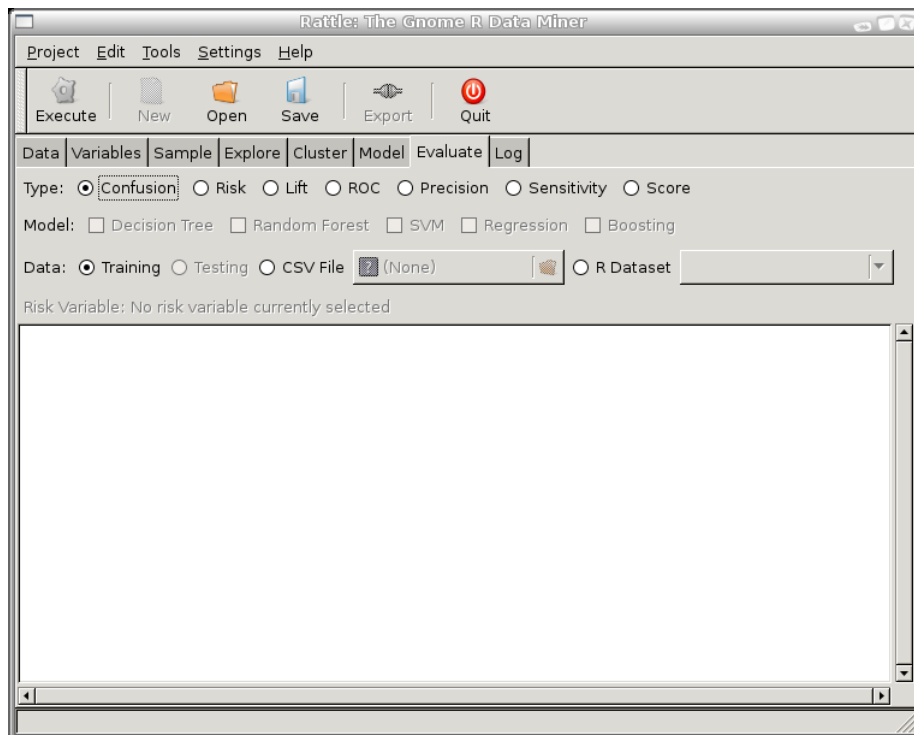 Rattle: The Gnome R Data Miner
Project Edit Tools Settings Help
Execute New Open Save Export Quit
Data Variables Sample Explore Cluster Model Evaluate Log
Type: Confusion Risk Lift ROC Precision Sensitivity Score
Model: Decision Tree Random Forest SVM Regression Boosting
Data: Training Testing CSV File ? (None) R Dataset
Risk Variable: No risk variable currently selected